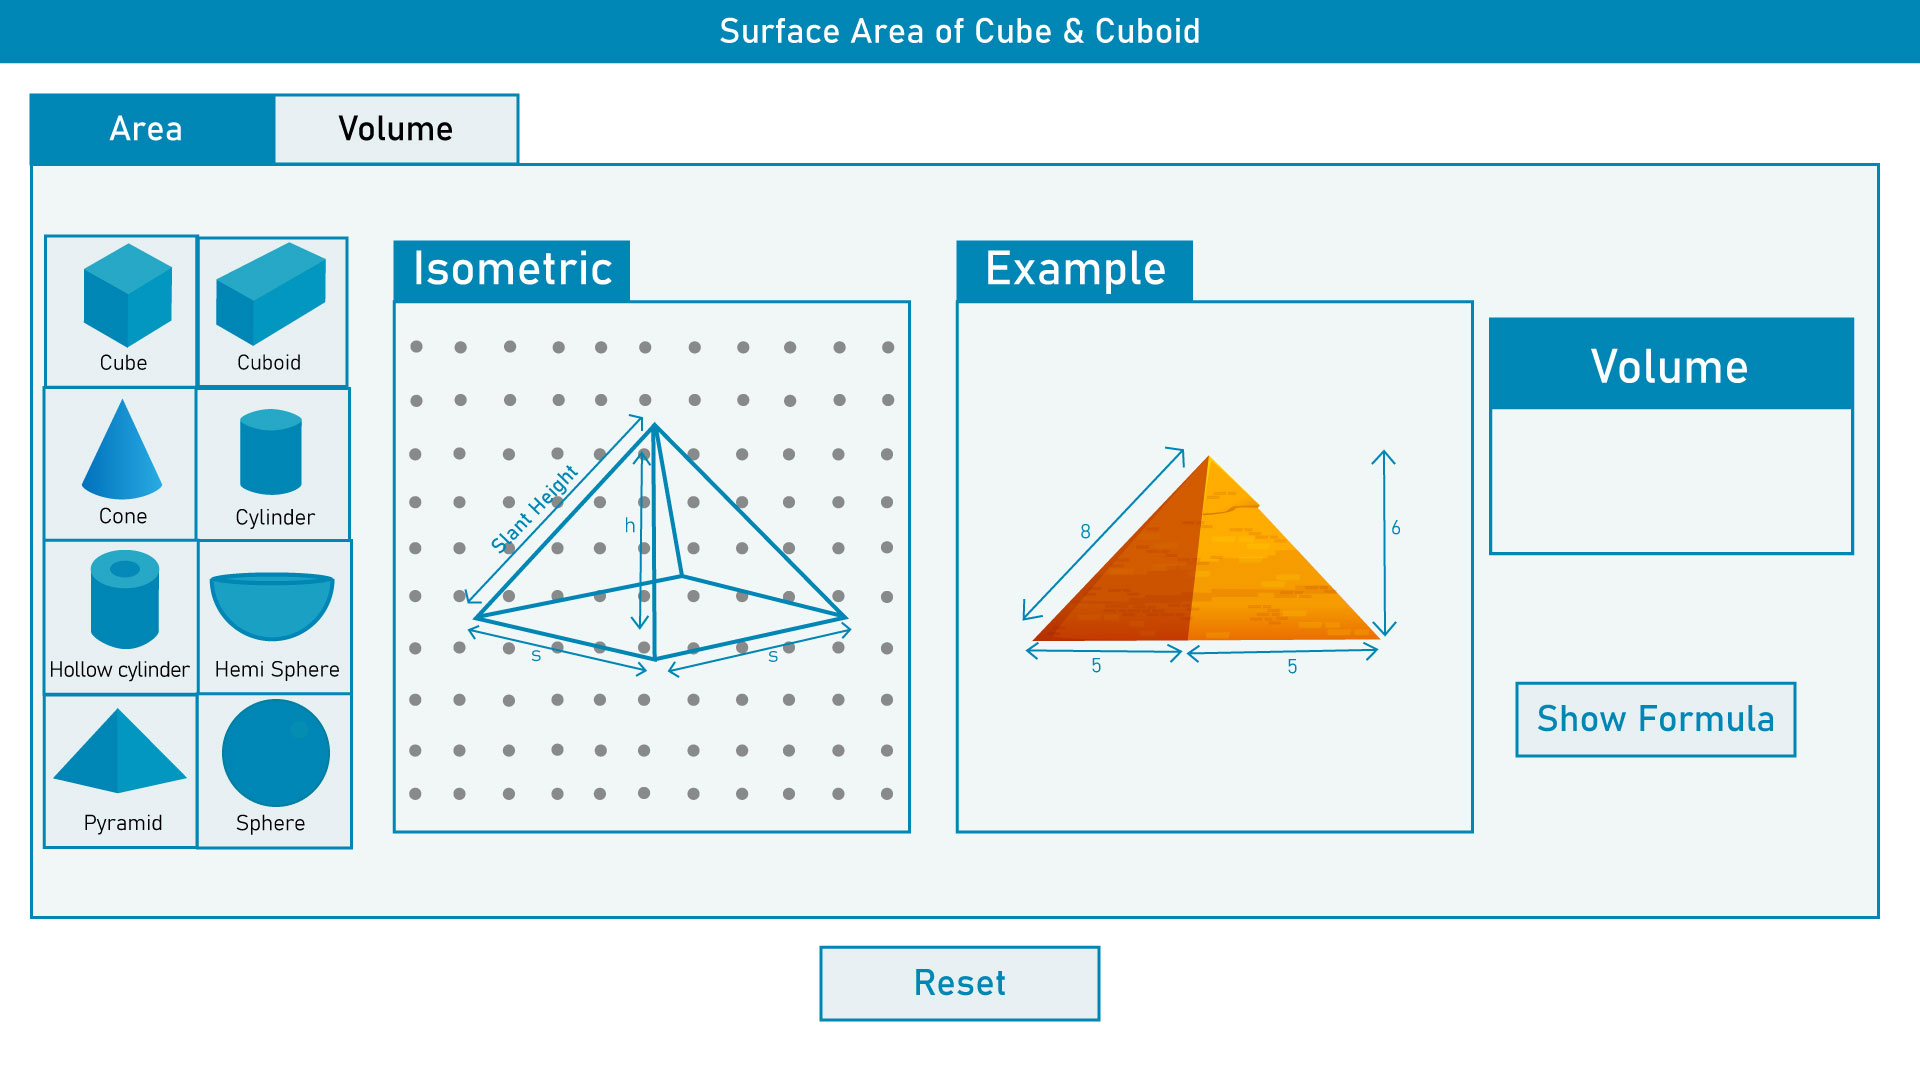 Surface Area of Cube & Cuboid
Area
Volume
Isometric
Example
Cube
Cuboid
Volume
Cone
Cylinder
Slant Height
h
s
s
8
6
5
5
Hollow cylinder
Hemi Sphere
Show Formula
Pyramid
Sphere
Reset